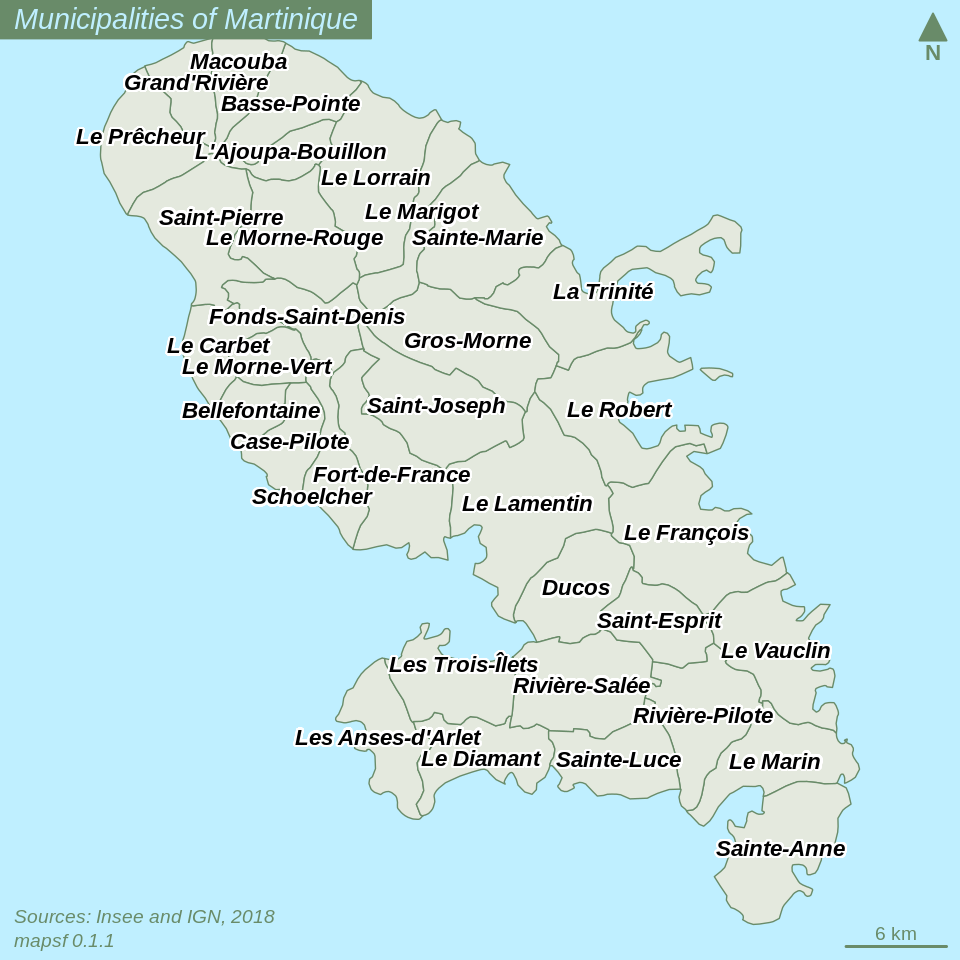 Municipalities of Martinique
N
Macouba
Grand'Rivière
Basse-Pointe
Le Prêcheur
L'Ajoupa-Bouillon
Le Lorrain
Le Marigot
Saint-Pierre
Le Morne-Rouge
Sainte-Marie
La Trinité
Fonds-Saint-Denis
Gros-Morne
Le Carbet
Le Morne-Vert
Saint-Joseph
Bellefontaine
Le Robert
Case-Pilote
Fort-de-France
Schoelcher
Le Lamentin
Le François
Ducos
Saint-Esprit
Le Vauclin
Les Trois-Îlets
Rivière-Salée
Rivière-Pilote
Les Anses-d'Arlet
Le Diamant
Sainte-Luce
Le Marin
Sainte-Anne
Sources: Insee and IGN, 2018
mapsf 0.1.1
6 km